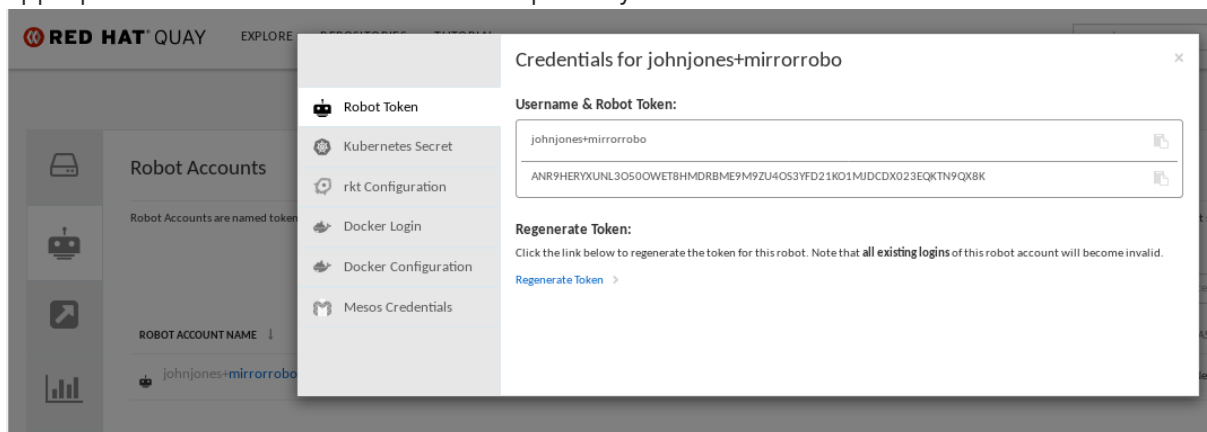 RED HAT QUAY EXPLORE
Credentials for johnjones+mirrorrobo
×
Robot Token
Kubernetes Secret
rkt Configuration
Docker Login
Docker Configuration
Mesos Credentials
Username & Robot Token:
johnjones+mirrorrobo
ANR9HERYXUNL3O50OWET8HMDRBME9M9ZU4OS3YFD21KO1MJDCDX023EQKTN9QX8K
Regenerate Token:
Click the link below to regenerate the token for this robot. Note that all existing logins of this robot account will become invalid.
Regenerate Token >
Robot Accounts
Robot Accounts are named token
ROBOT ACCOUNT NAME ↓
johnjones+mirrorrobo